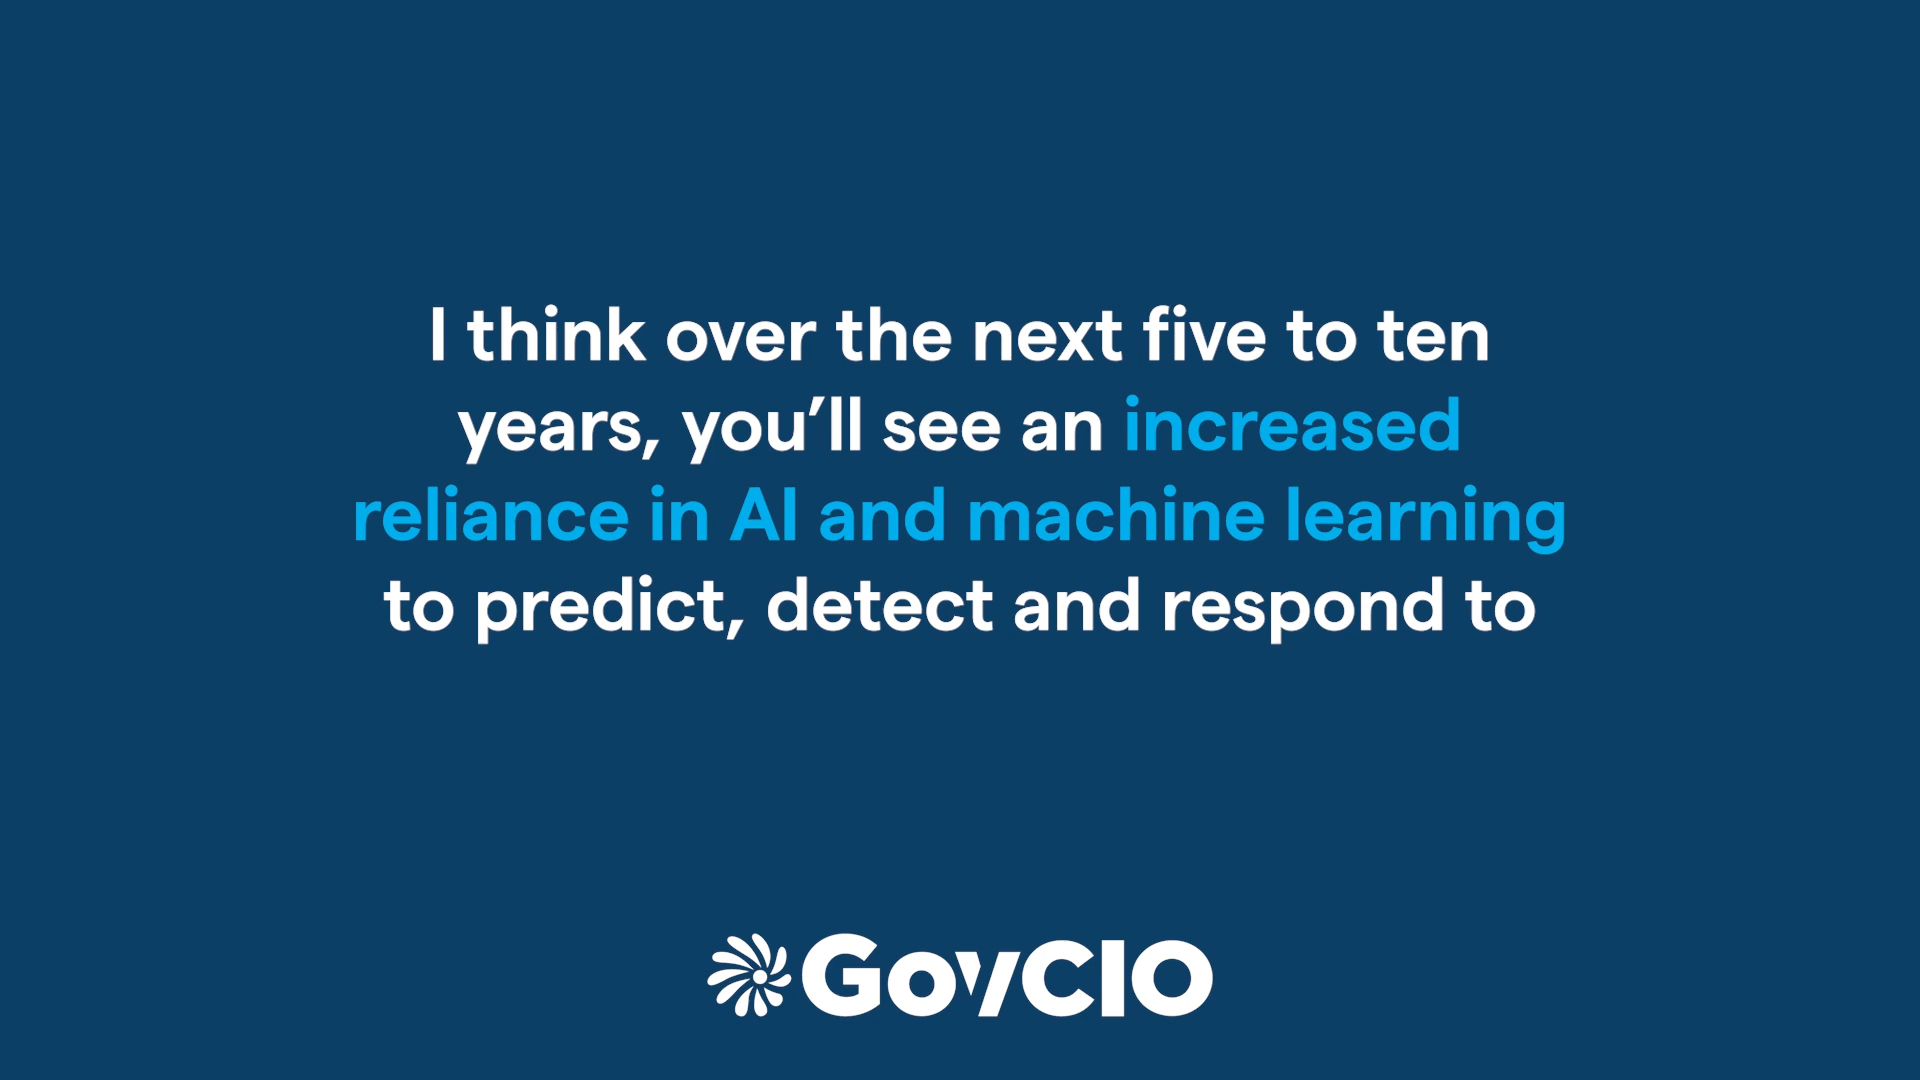 I think over the next five to ten
years, you’ll see an increased
reliance in AI and machine learning
to predict, detect and respond to
GovCIO